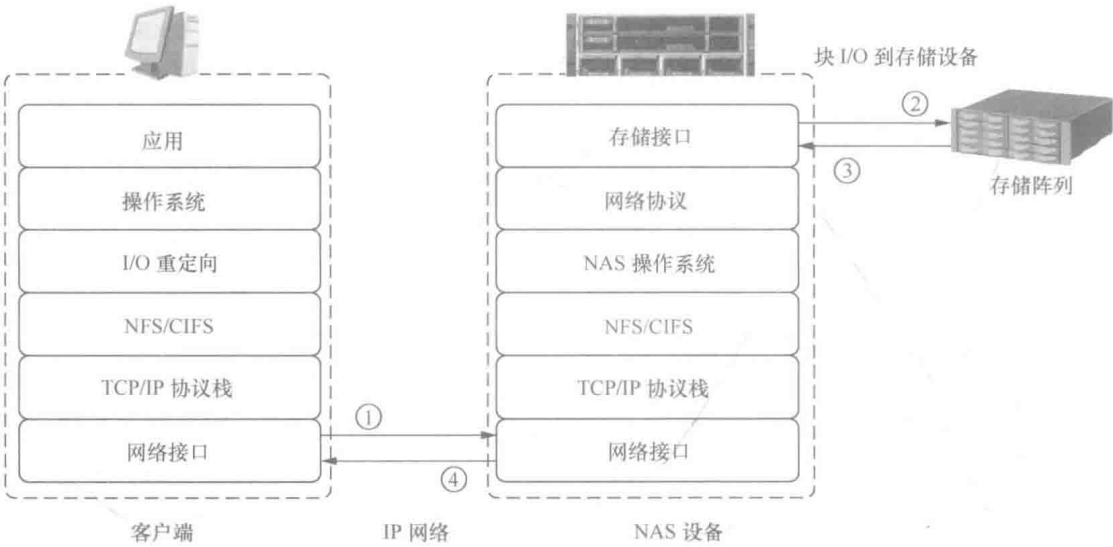 块 I/O 到存储设备
②
③
存储阵列
应用
操作系统
I/O 重定向
NFS/CIFS
TCP/IP 协议栈
网络接口
存储接口
网络协议
NAS 操作系统
NFS/CIFS
TCP/IP 协议栈
网络接口
①
④
客户端
IP 网络
NAS 设备